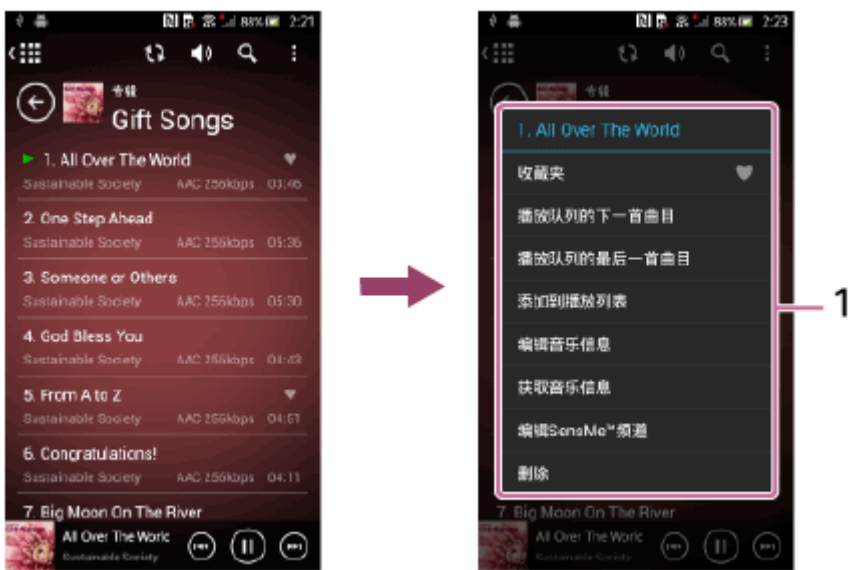 88% 2:21
专辑
Gift Songs
1. All Over The World
Sustainable Society AAC 256kbps 03:46
2. One Step Ahead
Sustainable Society AAC 256kbps 05:36
3. Someone or Others
Sustainable Society AAC 256kbps 05:30
4. God Bless You
Sustainable Society AAC 256kbps 04:43
5. From A to Z
Sustainable Society AAC 256kbps 04:51
6. Congratulations!
Sustainable Society AAC 256kbps 04:11
7. Big Moon On The River
All Over The Worl
Sustainable Society
88% 2:23
专辑
1. All Over The World
收藏夹
播放队列的下一首曲目
播放队列的最后一首曲目
添加到播放列表
编辑音乐信息
获取音乐信息
编辑SensMe™频道
删除
7. Big Moon On The River
All Over The Worl
Sustainable Society
1